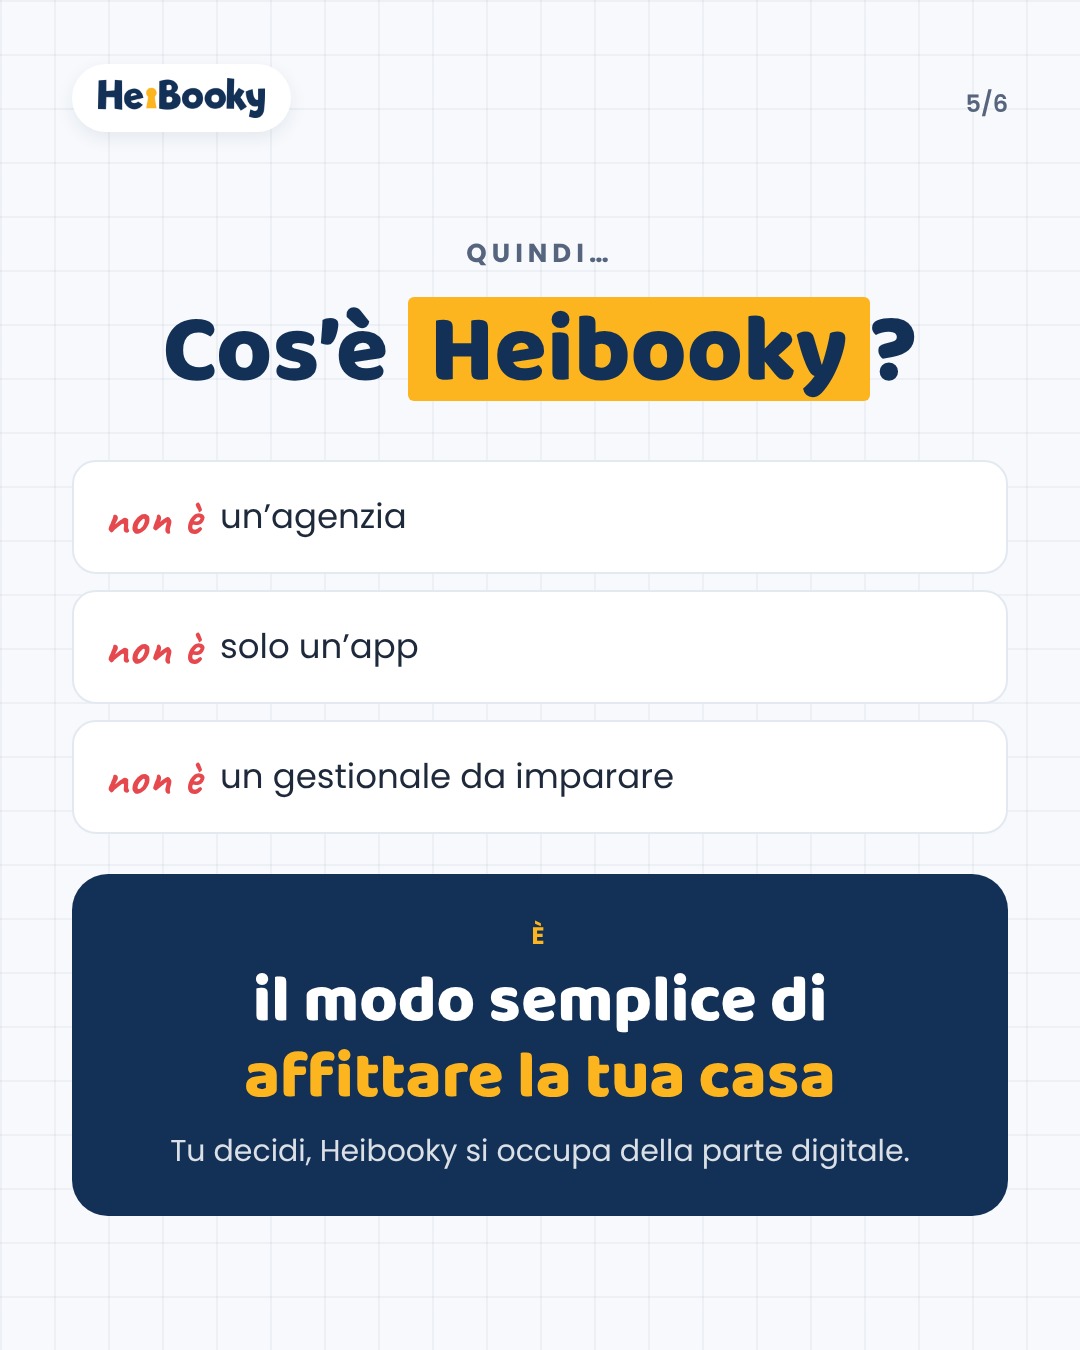 HeiBooky
5/6
QUINDI...
Cos'è Heibooky?
non è un'agenzia
non è solo un'app
non è un gestionale da imparare
È
il modo semplice di
affittare la tua casa
Tu decidi, Heibooky si occupa della parte digitale.